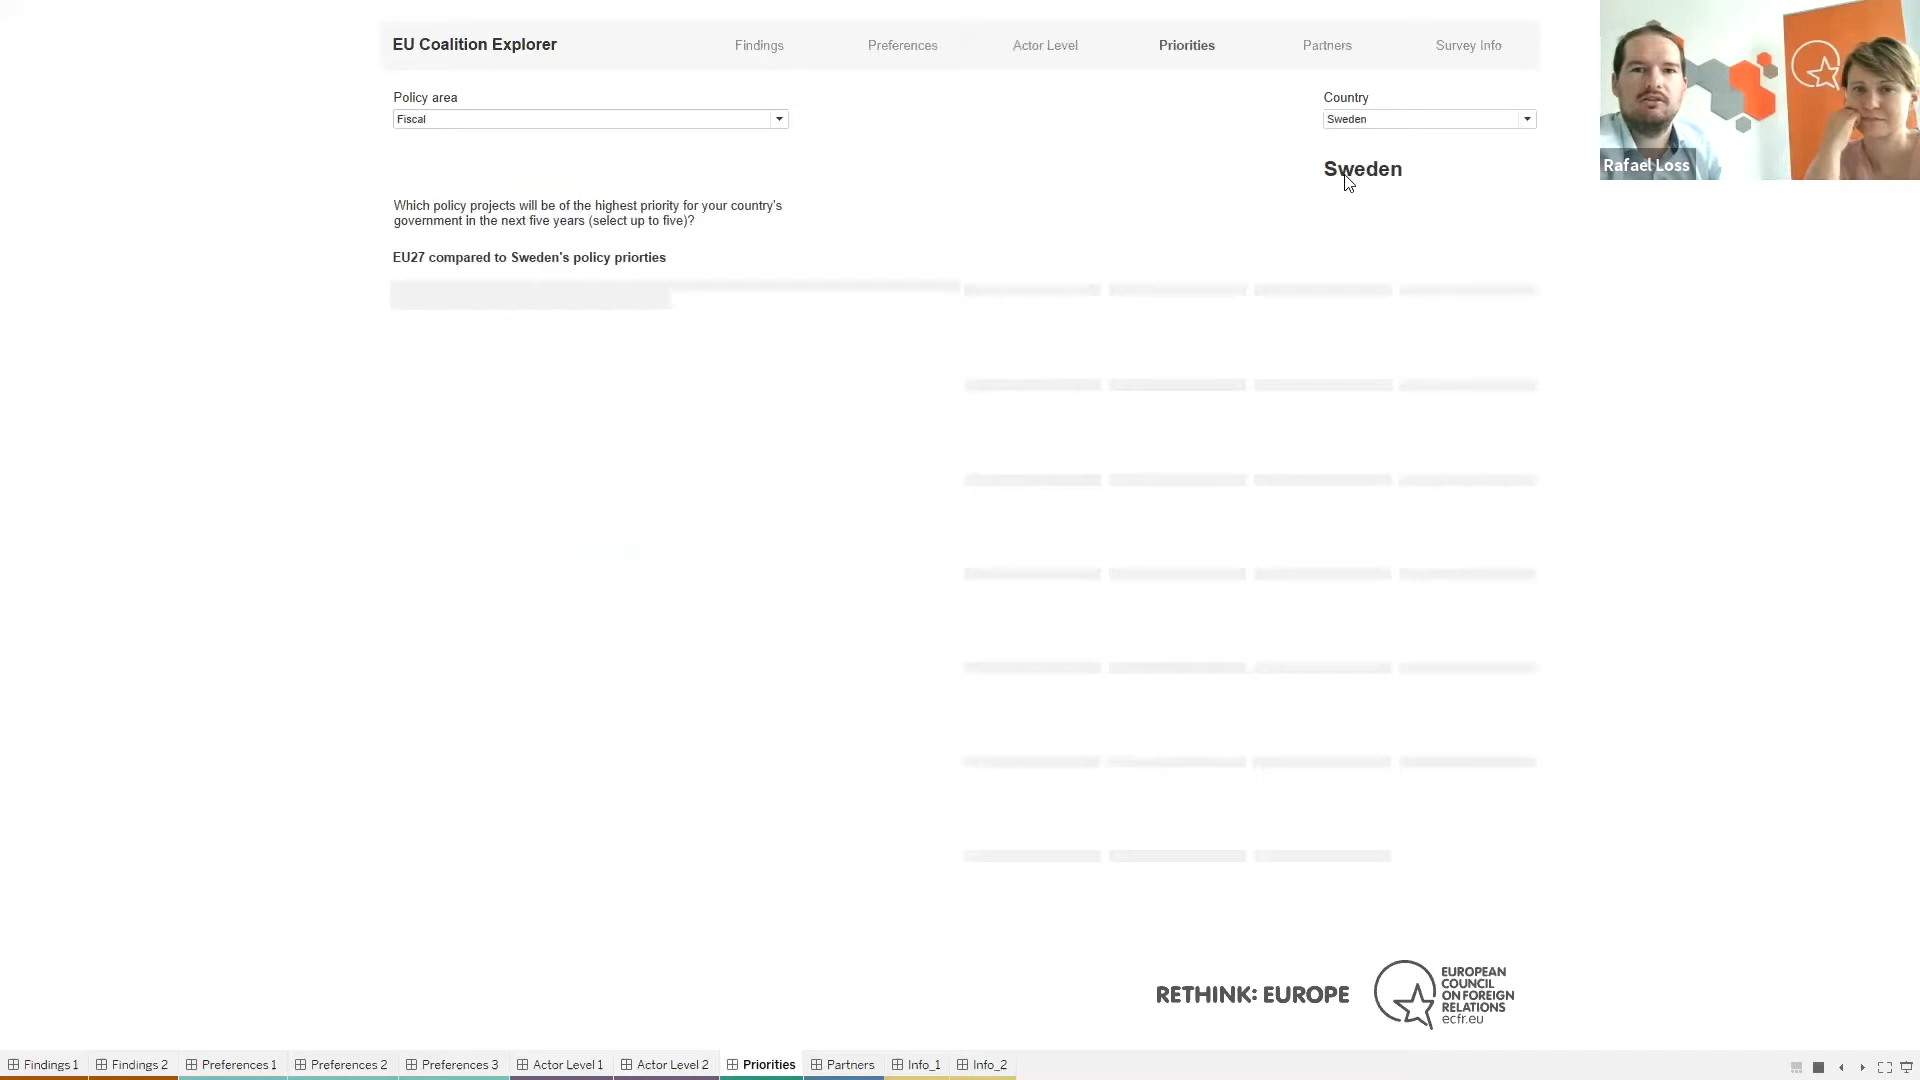 EU Coalition Explorer
Findings
Preferences
Actor Level
Priorities
Partners
Survey Info
Policy area
Fiscal
Country
Sweden
Sweden
Rafael Loss
Which policy projects will be of the highest priority for your country's
government in the next five years (select up to five)?
EU27 compared to Sweden's policy priorties
RETHINK: EUROPE
EUROPEAN
COUNCIL
ON FOREIGN
RELATIONS
ecfr.eu
Findings 1
Findings 2
Preferences 1
Preferences 2
Preferences 3
Actor Level 1
Actor Level 2
Priorities
Partners
Info_1
Info_2